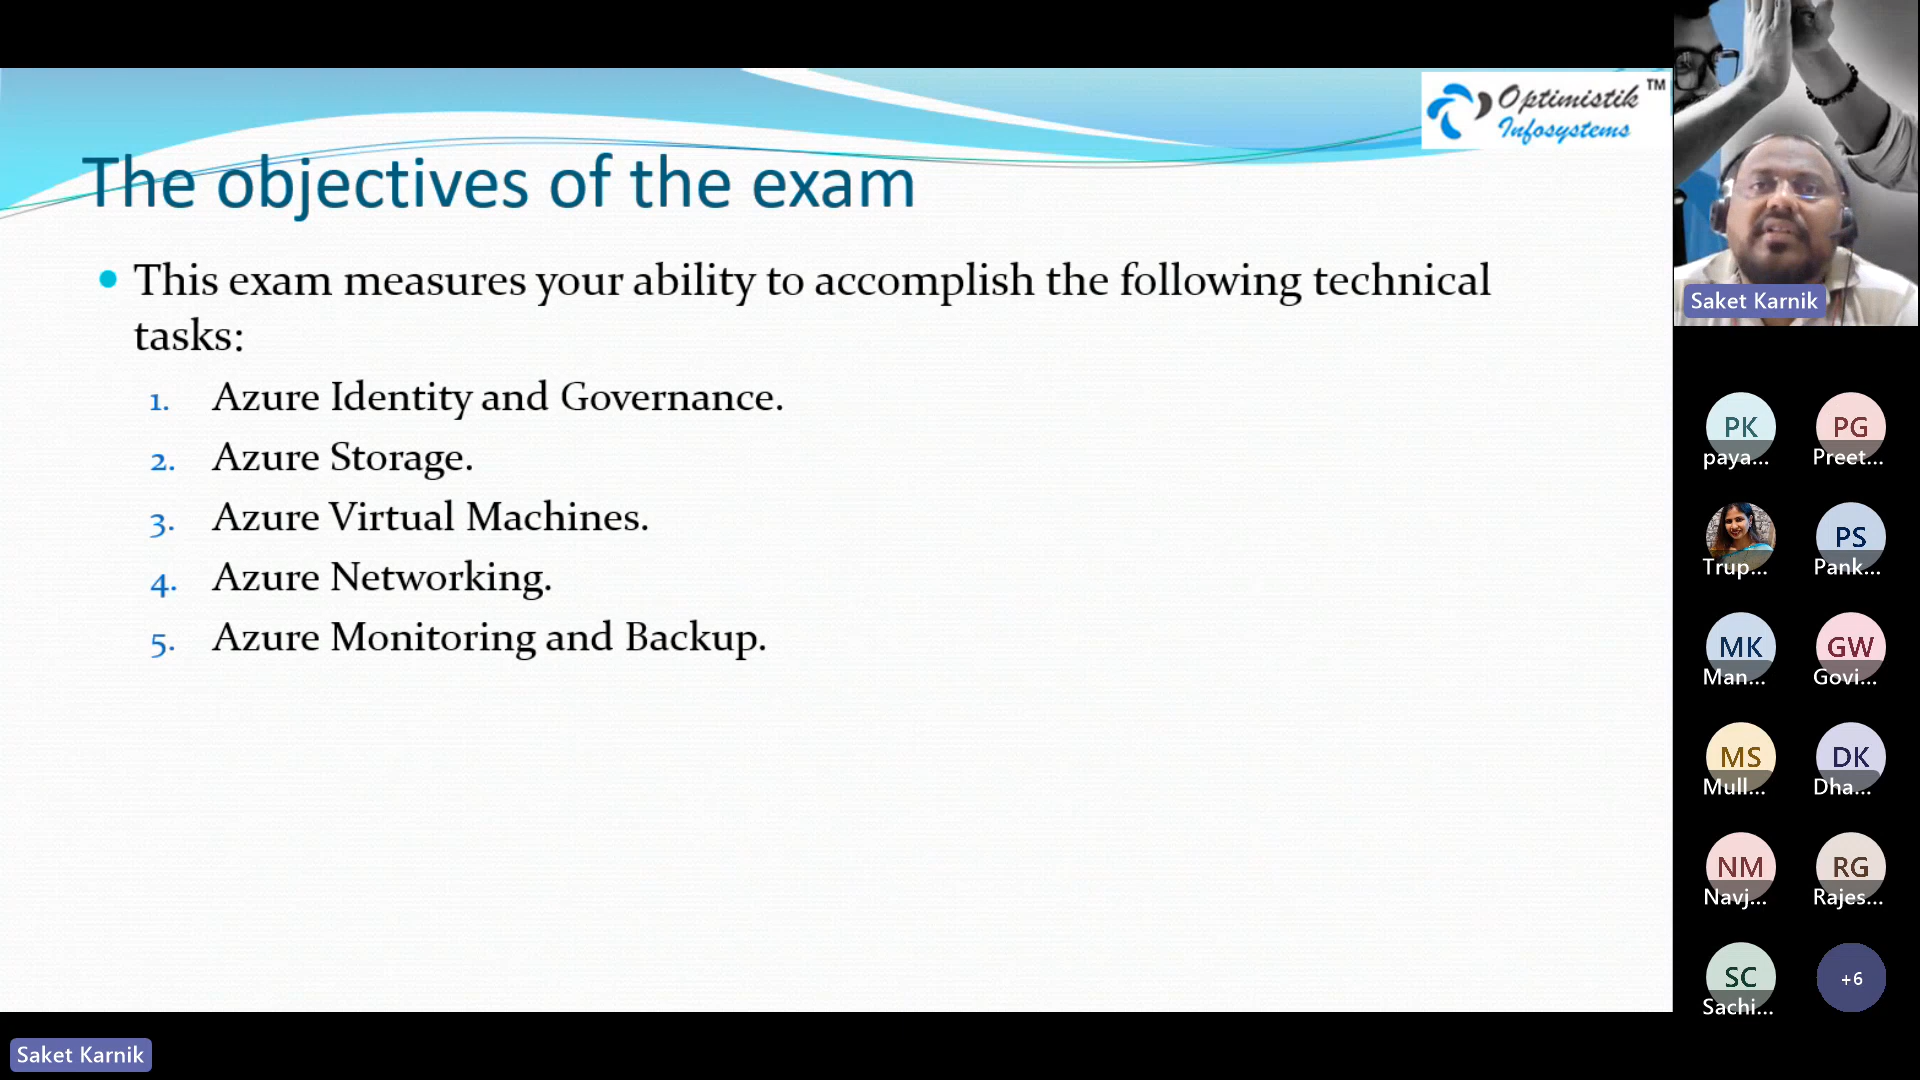 Optimistik TM
Infosystems
The objectives of the exam
This exam measures your ability to accomplish the following technical
tasks:
1. Azure Identity and Governance.
2. Azure Storage.
3. Azure Virtual Machines.
4. Azure Networking.
5. Azure Monitoring and Backup.
Saket Karnik
PK PG
paya... Preet...
PS
Trup... Pank...
MK GW
Man... Govi...
MS DK
Mull... Dha...
NM RG
Navj... Rajes...
SC +6
Sachi...
Saket Karnik